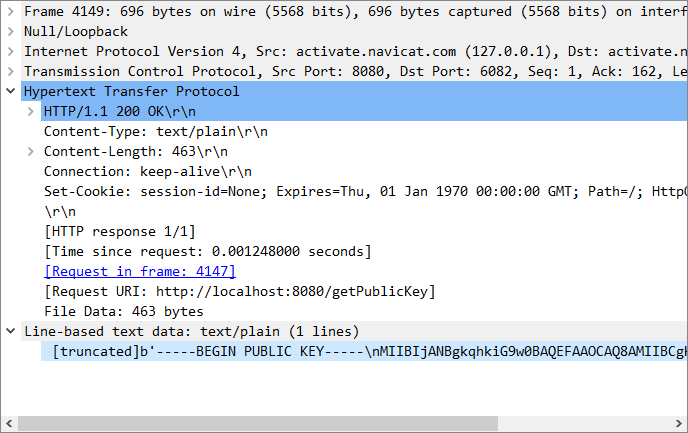 Frame 4149: 696 bytes on wire (5568 bits), 696 bytes captured (5568 bits) on interf
Null/Loopback
Internet Protocol Version 4, Src: activate.navicat.com (127.0.0.1), Dst: activate.n
Transmission Control Protocol, Src Port: 8080, Dst Port: 6082, Seq: 1, Ack: 162, Le
Hypertext Transfer Protocol
HTTP/1.1 200 OK\r\n
Content-Type: text/plain\r\n
Content-Length: 463\r\n
Connection: keep-alive\r\n
Set-Cookie: session-id=None; Expires=Thu, 01 Jan 1970 00:00:00 GMT; Path=/; HttpO
\r\n
[HTTP response 1/1]
[Time since request: 0.001248000 seconds]
[Request in frame: 4147]
[Request URI: http://localhost:8080/getPublicKey]
File Data: 463 bytes
Line-based text data: text/plain (1 lines)
[truncated]b'-----BEGIN PUBLIC KEY-----\nMIIBIjANBgkqhkiG9w0BAQEFAAOCAQ8AMIIBCgK